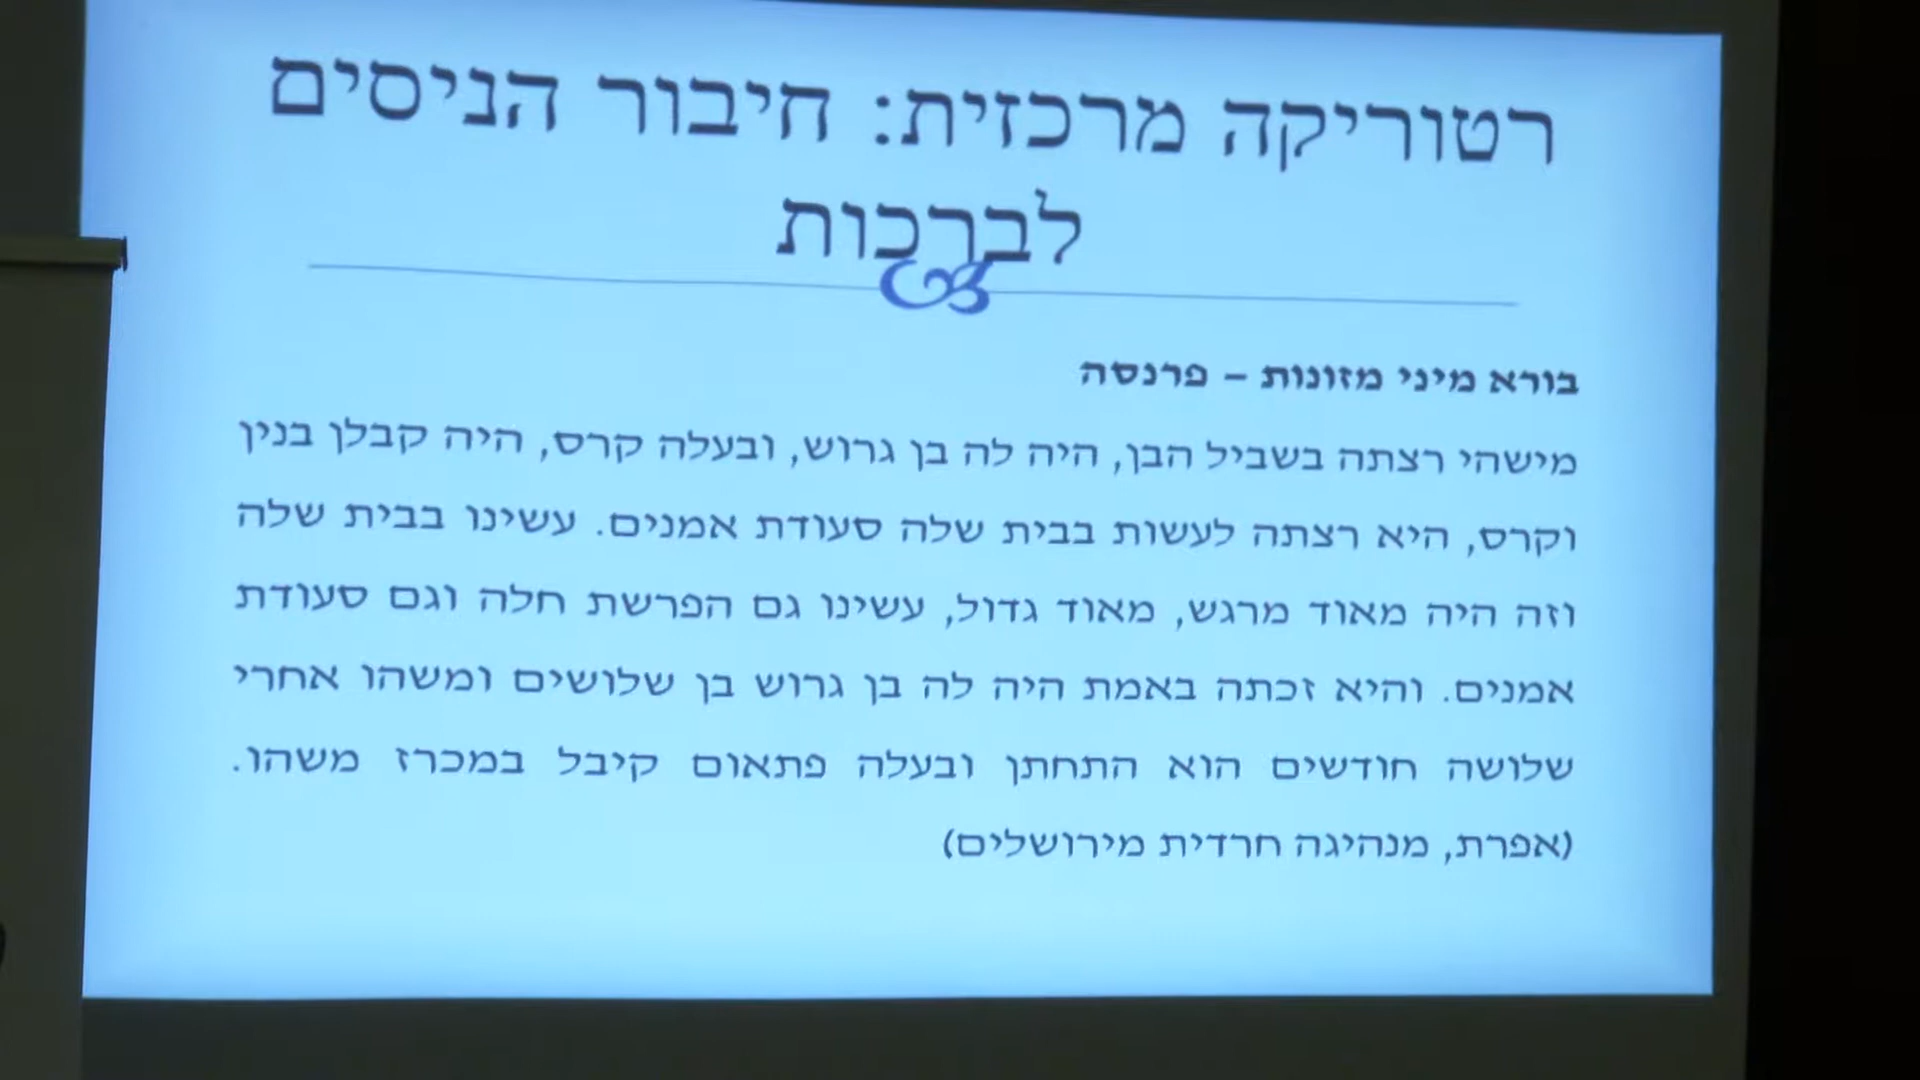 רטוריקה מרכזית: חיבור הניסים
לברכות
בורא מיני מזונות – פרנסה
מישהי רצתה בשביל הבן, היה לה בן גרוש, ובעלה קרס, היה קבלן בנין
וקרס, היא רצתה לעשות בבית שלה סעודת אמנים. עשינו בבית שלה
וזה היה מאוד מרגש, מאוד גדול, עשינו גם הפרשת חלה וגם סעודת
אמנים. והיא זכתה באמת היה לה בן גרוש בן שלושים ומשהו אחרי
שלושה חודשים הוא התחתן ובעלה פתאום קיבל במכרז משהו.
(אפרת, מנהיגה חרדית מירושלים)